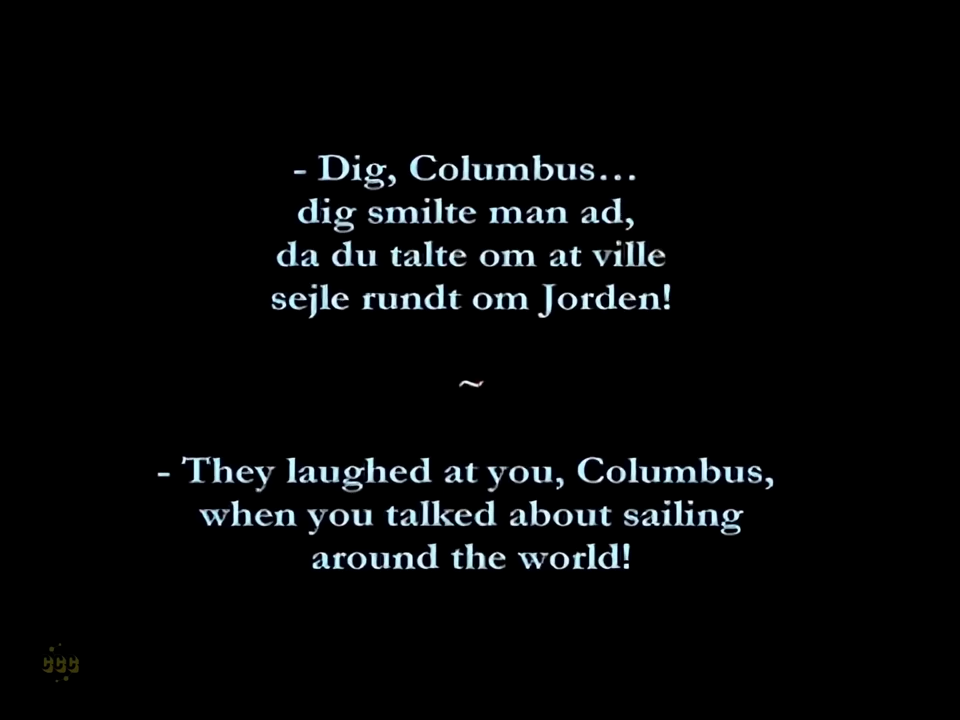 - Dig, Columbus...
dig smilte man ad,
da du talte om at ville
sejle rundt om Jorden!
~
- They laughed at you, Columbus,
when you talked about sailing
around the world!
CCC